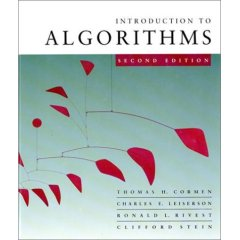 INTRODUCTION TO
ALGORITHMS
SECOND EDITION
THOMAS H. CORMEN
CHARLES E. LEISERSON
RONALD L. RIVEST
CLIFFORD STEIN